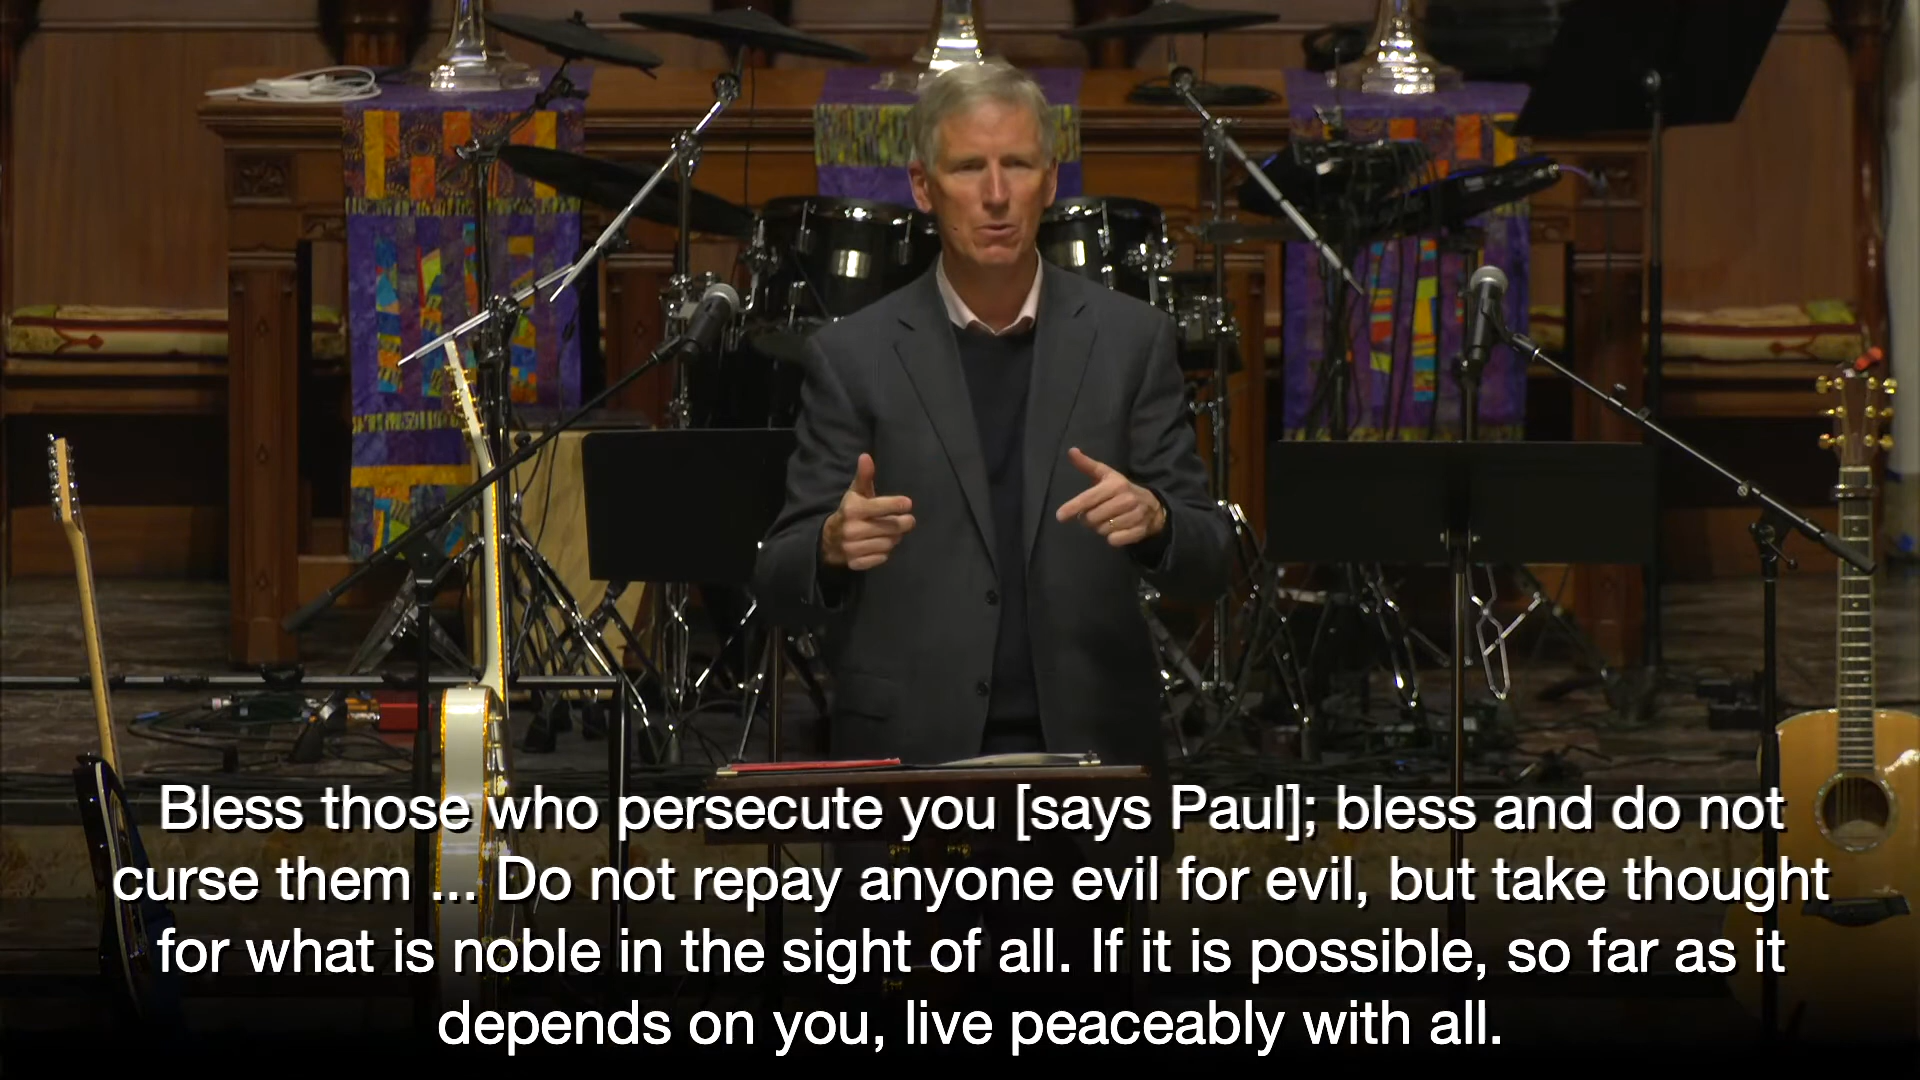 Bless those who persecute you [says Paul]; bless and do not
curse them ... Do not repay anyone evil for evil, but take thought
for what is noble in the sight of all. If it is possible, so far as it
depends on you, live peaceably with all.